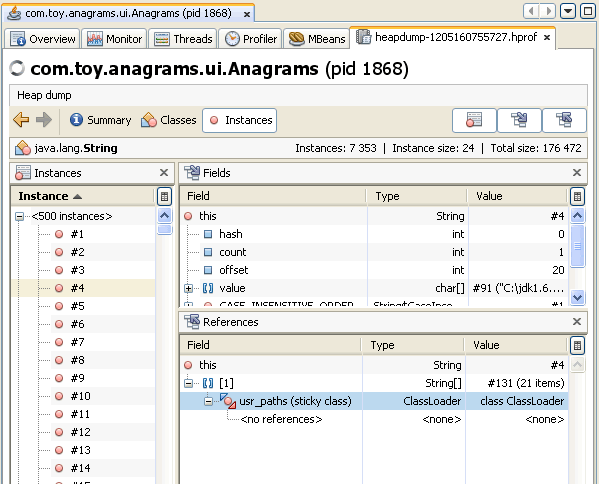 com.toy.anagrams.ui.Anagrams (pid 1868)
Overview Monitor Threads Profiler MBeans heapdump-1205160755727.hprof
com.toy.anagrams.ui.Anagrams (pid 1868)
Heap dump
Summary Classes Instances
java.lang.String Instances: 7 353 | Instance size: 24 | Total size: 176 472
Instances
Instance
<500 instances>
#1
#2
#3
#4
#5
#6
#7
#8
#9
#10
#11
#12
#13
#14
Fields
Field Type Value
this String #4
hash int 0
count int 1
offset int 20
value char[] #91 ("C:\jdk1.6....
CASE_INSENSITIVE_ORDER String$CaseInse... #1
References
Field Type Value
this String #4
[1] String[] #131 (21 items)
usr_paths (sticky class) ClassLoader class ClassLoader
<no references> <none> <none>